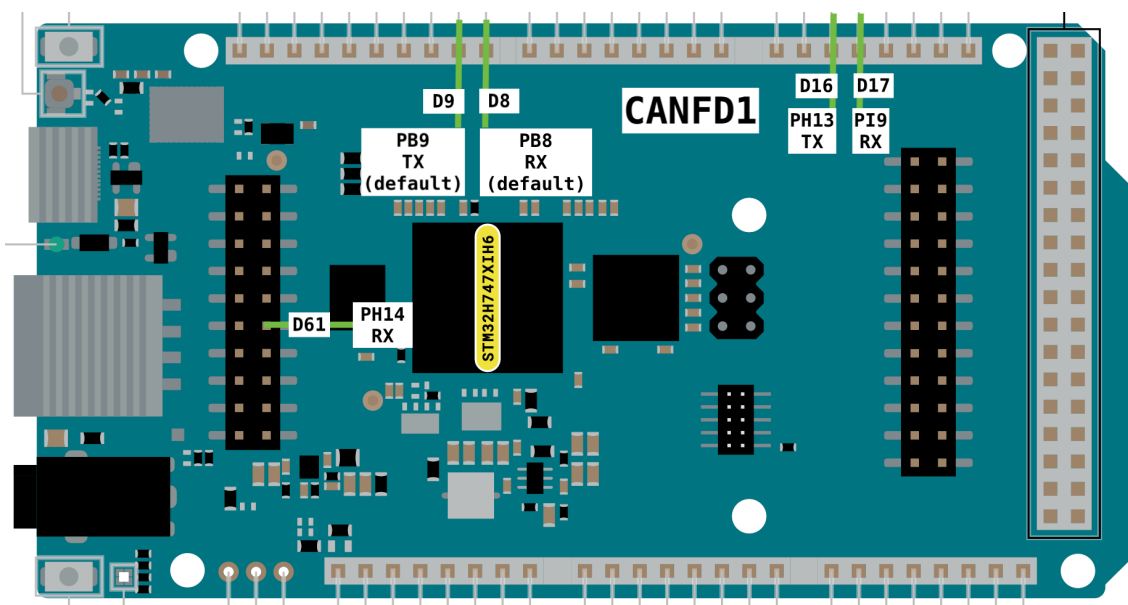 D9
D8
CANFD1
D16
D17
PH13
TX
PI9
RX
PB9
TX
(default)
PB8
RX
(default)
STM32H747XIH6
D61
PH14
RX